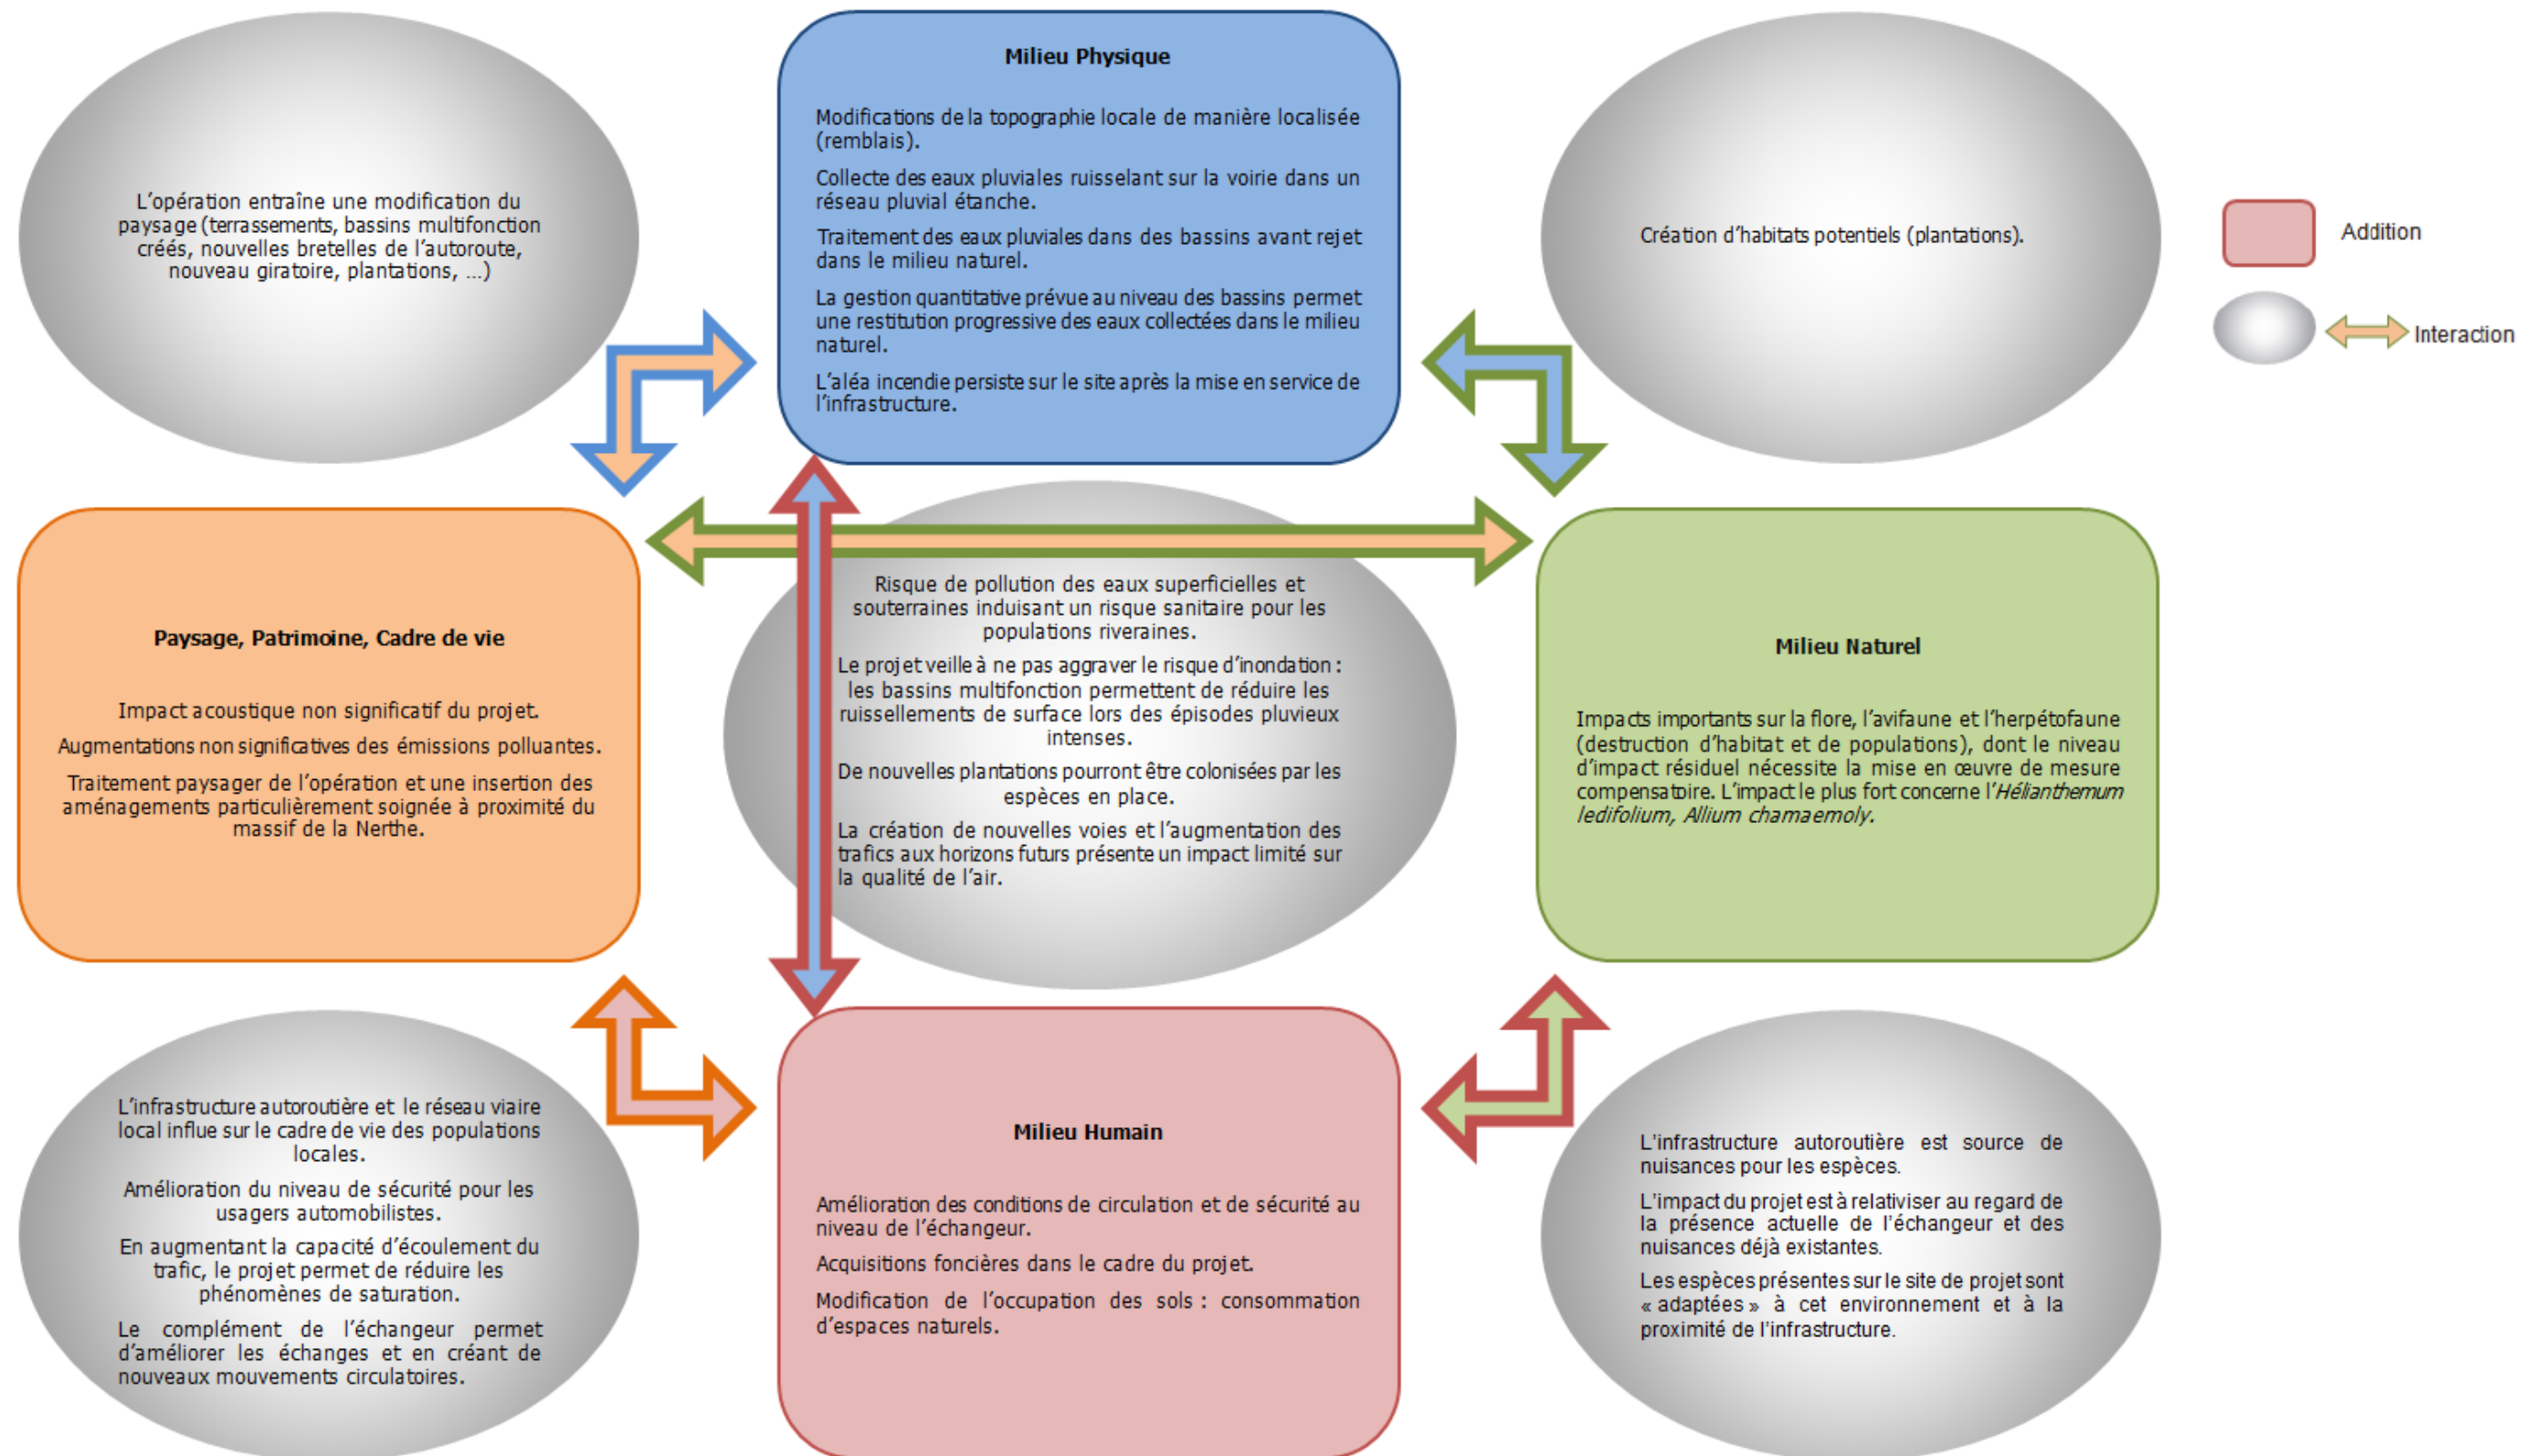 L’opération entraîne une modification du
paysage (terrassements, bassins multifonction
créés, nouvelles bretelles de l’autoroute,
nouveau giratoire, plantations, ...)
Milieu Physique
Modifications de la topographie locale de manière localisée
(remblais).
Collecte des eaux pluviales ruisselant sur la voirie dans un
réseau pluvial étanche.
Traitement des eaux pluviales dans des bassins avant rejet
dans le milieu naturel.
La gestion quantitative prévue au niveau des bassins permet
une restitution progressive des eaux collectées dans le milieu
naturel.
L’aléa incendie persiste sur le site après la mise en service de
l’infrastructure.
Création d’habitats potentiels (plantations).
Addition
Interaction
Paysage, Patrimoine, Cadre de vie
Impact acoustique non significatif du projet.
Augmentations non significatives des émissions polluantes.
Traitement paysager de l’opération et une insertion des
aménagements particulièrement soignée à proximité du
massif de la Nerthe.
Risque de pollution des eaux superficielles et
souterraines induisant un risque sanitaire pour les
populations riveraines.
Le projet veille à ne pas aggraver le risque d’inondation :
les bassins multifonction permettent de réduire les
ruissellements de surface lors des épisodes pluvieux
intenses.
De nouvelles plantations pourront être colonisées par les
espèces en place.
La création de nouvelles voies et l’augmentation des
trafics aux horizons futurs présente un impact limité sur
la qualité de l’air.
Milieu Naturel
Impacts importants sur la flore, l’avifaune et l’herpétofaune
(destruction d’habitat et de populations), dont le niveau
d’impact résiduel nécessite la mise en œuvre de mesure
compensatoire. L’impact le plus fort concerne l’Hélianthemum
ledifolium, Allium chamaemoly.
L’infrastructure autoroutière et le réseau viaire
local influe sur le cadre de vie des populations
locales.
Amélioration du niveau de sécurité pour les
usagers automobilistes.
En augmentant la capacité d’écoulement du
trafic, le projet permet de réduire les
phénomènes de saturation.
Le complément de l’échangeur permet
d’améliorer les échanges et en créant de
nouveaux mouvements circulatoires.
Milieu Humain
Amélioration des conditions de circulation et de sécurité au
niveau de l’échangeur.
Acquisitions foncières dans le cadre du projet.
Modification de l’occupation des sols : consommation
d’espaces naturels.
L’infrastructure autoroutière est source de
nuisances pour les espèces.
L’impact du projet est à relativiser au regard de
la présence actuelle de l’échangeur et des
nuisances déjà existantes.
Les espèces présentes sur le site de projet sont
« adaptées » à cet environnement et à la
proximité de l’infrastructure.